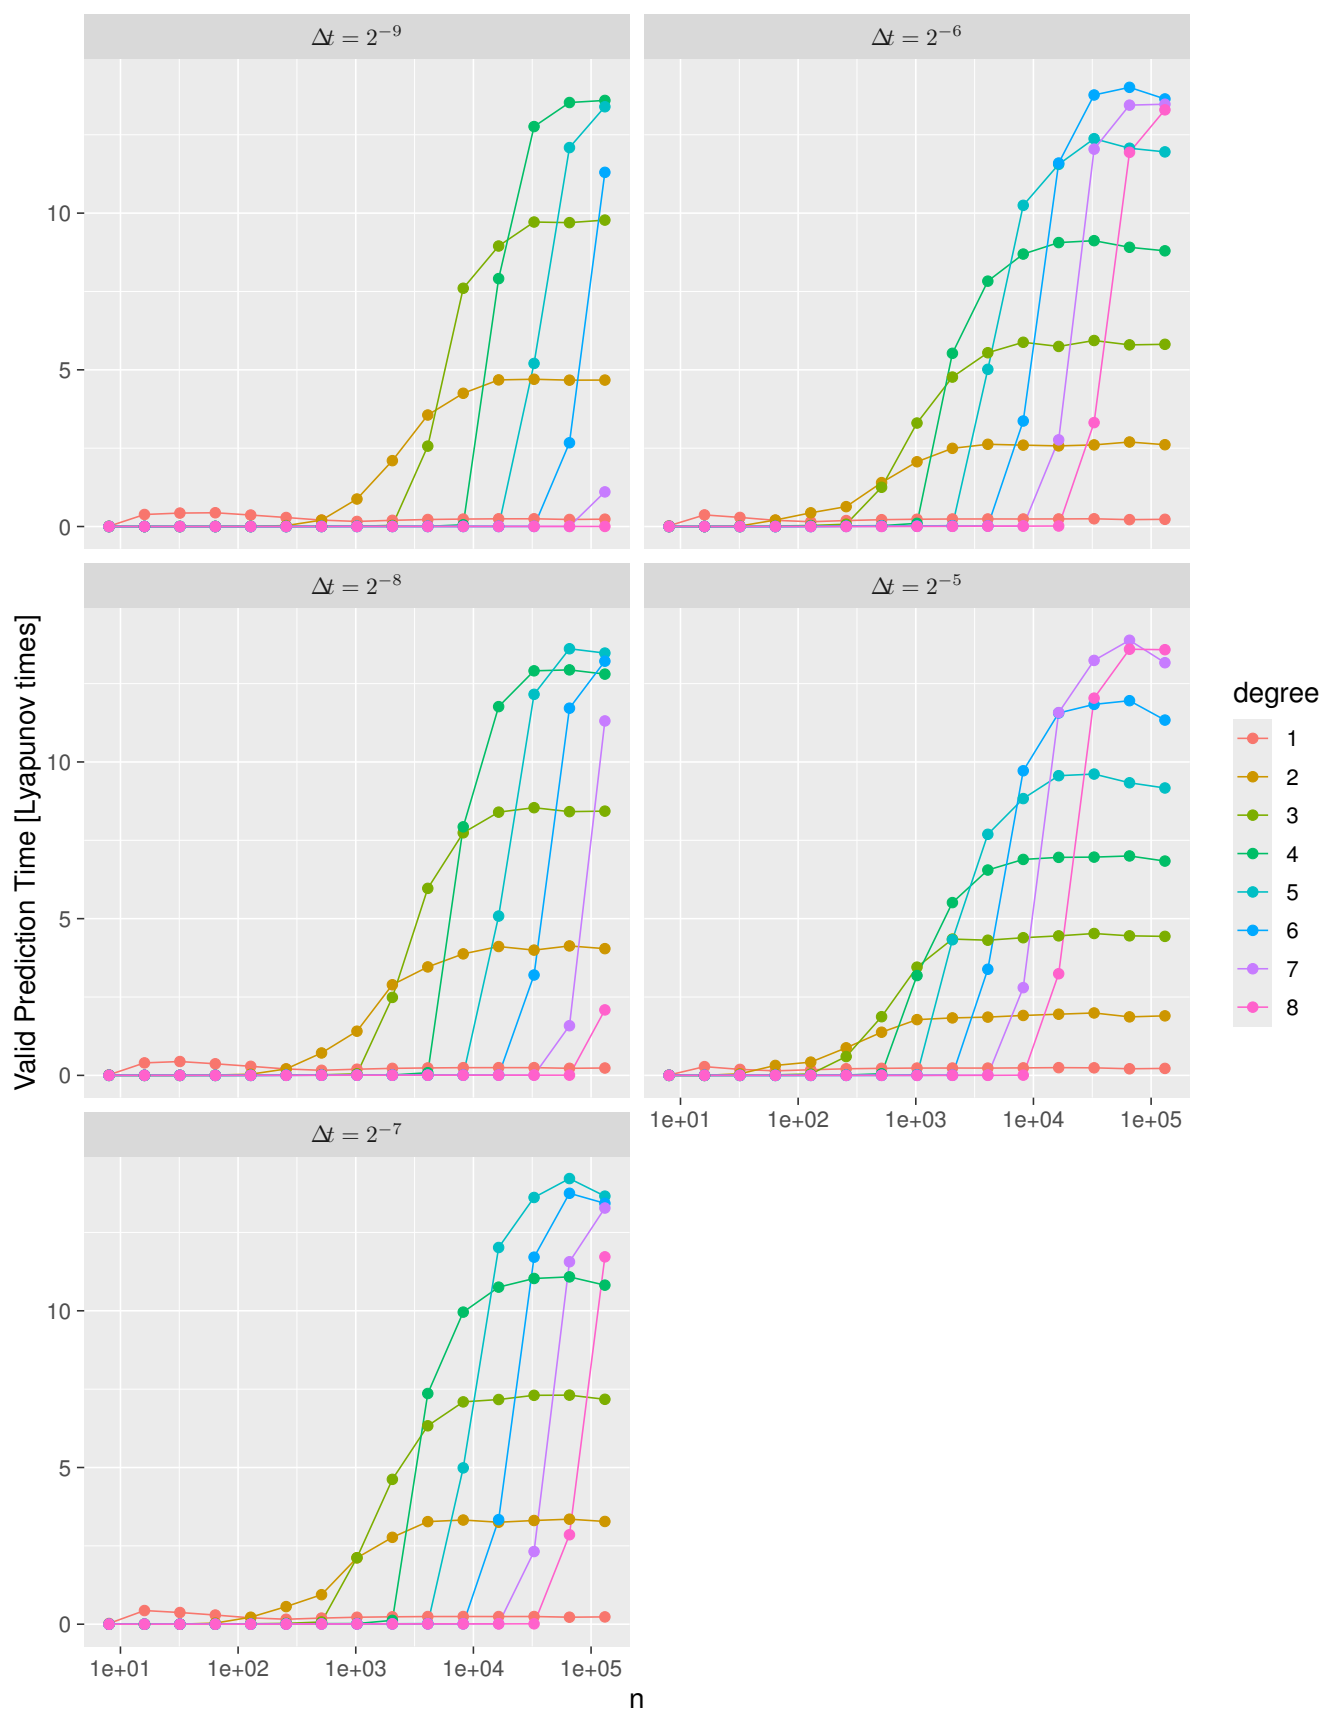 Δt = 2⁻⁹
Δt = 2⁻⁶
10
5
0
Δt = 2⁻⁸
Δt = 2⁻⁵
10
5
0
1e+01 1e+02 1e+03 1e+04 1e+05
Δt = 2⁻⁷
10
5
0
1e+01 1e+02 1e+03 1e+04 1e+05
n
Valid Prediction Time [Lyapunov times]
degree
1
2
3
4
5
6
7
8